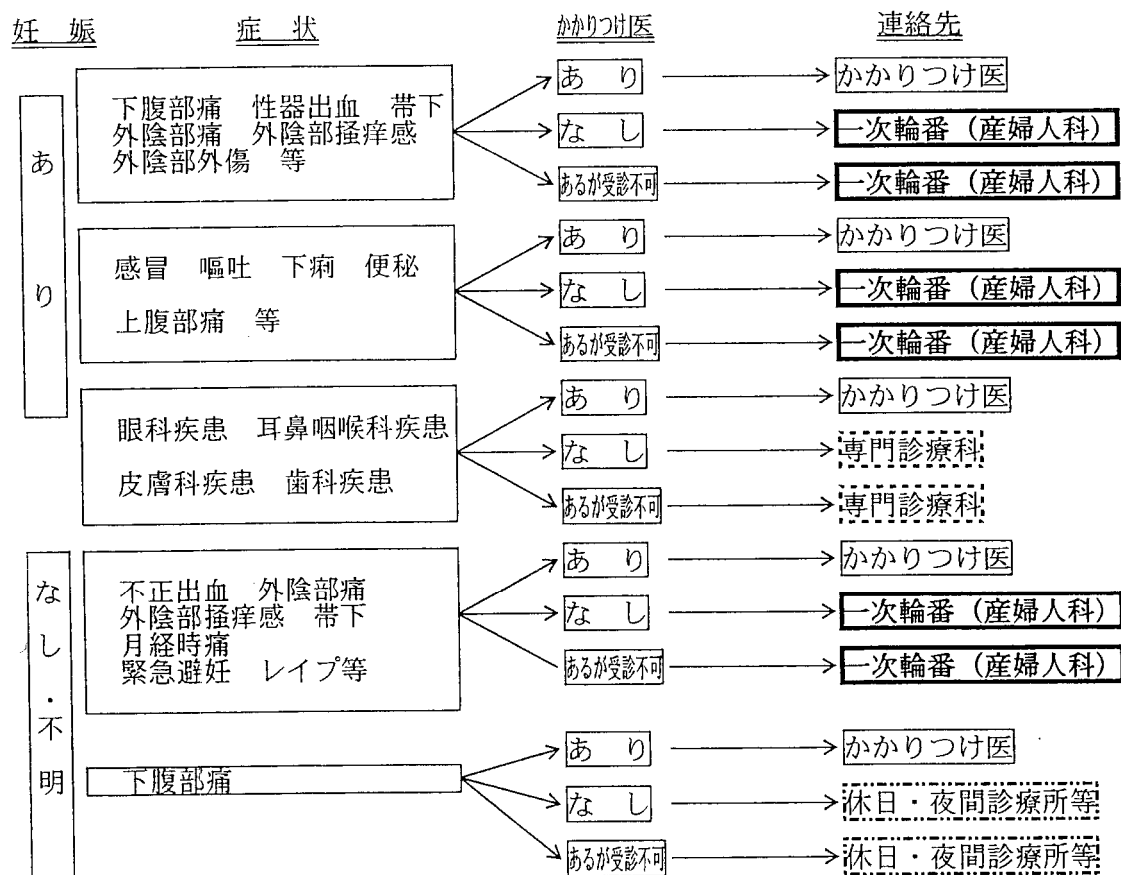 妊娠 症状 かかりつけ医 連絡先
あり
下腹部痛 性器出血 帯下
外陰部痛 外陰部掻痒感
外陰部外傷 等
あり
かかりつけ医
なし
一次輪番（産婦人科）
あるが受診不可
一次輪番（産婦人科）
感冒 嘔吐 下痢 便秘
上腹部痛 等
あり
かかりつけ医
なし
一次輪番（産婦人科）
あるが受診不可
一次輪番（産婦人科）
眼科疾患 耳鼻咽喉科疾患
皮膚科疾患 歯科疾患
あり
かかりつけ医
なし
専門診療科
あるが受診不可
専門診療科
なし・不明
不正出血 外陰部痛
外陰部掻痒感 帯下
月経時痛
緊急避妊 レイプ等
あり
かかりつけ医
なし
一次輪番（産婦人科）
あるが受診不可
一次輪番（産婦人科）
下腹部痛
あり
かかりつけ医
なし
休日・夜間診療所等
あるが受診不可
休日・夜間診療所等